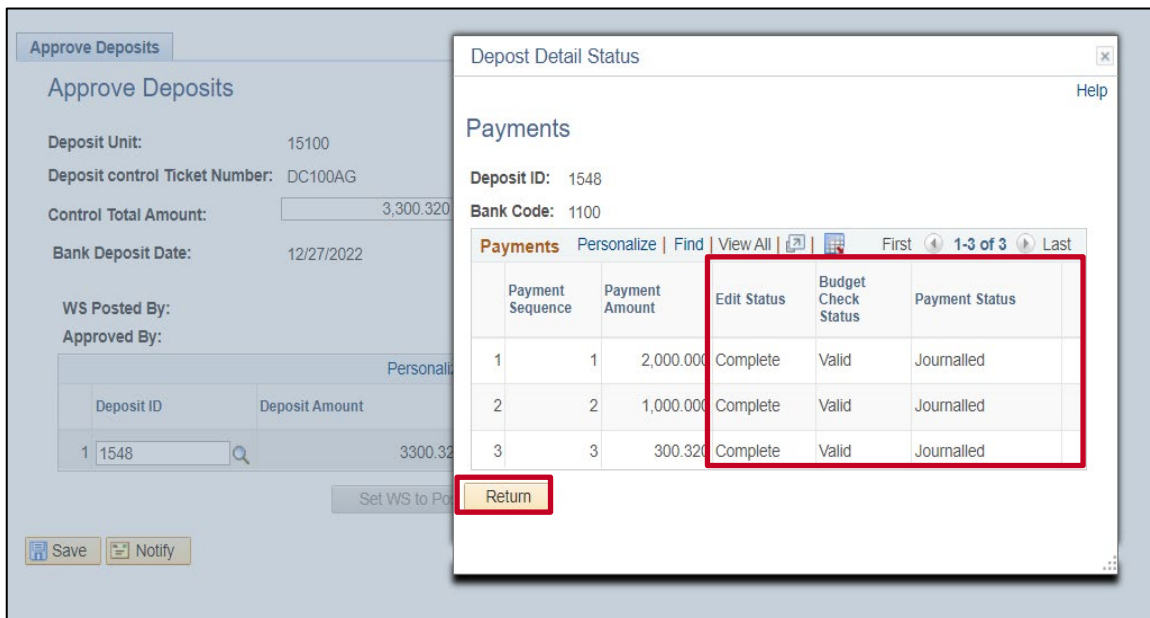 Approve Deposits
Approve Deposits
Deposit Unit: 15100
Deposit control Ticket Number: DC100AG
Control Total Amount: 3,300.320
Bank Deposit Date: 12/27/2022
WS Posted By:
Approved By:
Deposit ID Deposit Amount
1 1548 3300.32
Save Notify
Depost Detail Status
Help
Payments
Deposit ID: 1548
Bank Code: 1100
Payments Personalize | Find | View All | | First 1-3 of 3 Last
Payment Sequence Payment Amount Edit Status Budget Check Status Payment Status
1 1 2,000.000 Complete Valid Journalled
2 2 1,000.000 Complete Valid Journalled
3 3 300.320 Complete Valid Journalled
Return